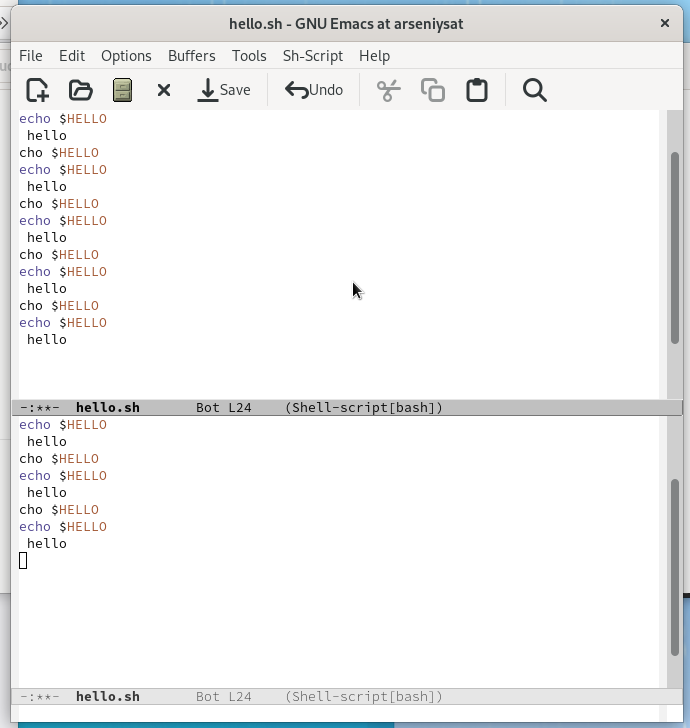 hello.sh - GNU Emacs at arseniysat
File Edit Options Buffers Tools Sh-Script Help
Save Undo
echo $HELLO
hello
cho $HELLO
echo $HELLO
hello
cho $HELLO
echo $HELLO
hello
cho $HELLO
echo $HELLO
hello
cho $HELLO
echo $HELLO
hello
-:**- hello.sh Bot L24 (Shell-script[bash])
echo $HELLO
hello
cho $HELLO
echo $HELLO
hello
cho $HELLO
echo $HELLO
hello
-:**- hello.sh Bot L24 (Shell-script[bash])